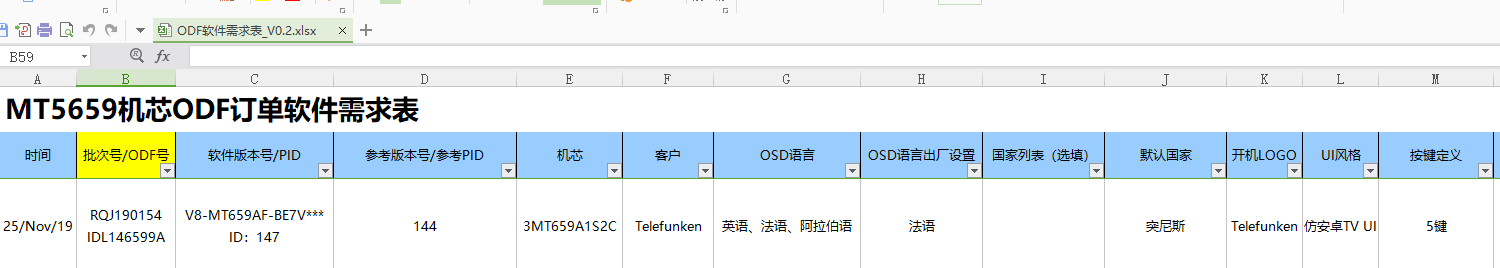 ODF软件需求表_V0.2.xlsx
B59
fx
A B C D E F G H I J K L M
MT5659机芯ODF订单软件需求表
时间 批次号/ODF号 软件版本号/PID 参考版本号/参考PID 机芯 客户 OSD语言 OSD语言出厂设置 国家列表（选填） 默认国家 开机LOGO UI风格 按键定义
25/Nov/19 RQJ190154 V8-MT659AF-BE7V*** 144 3MT659A1S2C Telefunken 英语、法语、阿拉伯语 法语 突尼斯 Telefunken 仿安卓TV UI 5键
IDL146599A ID：147